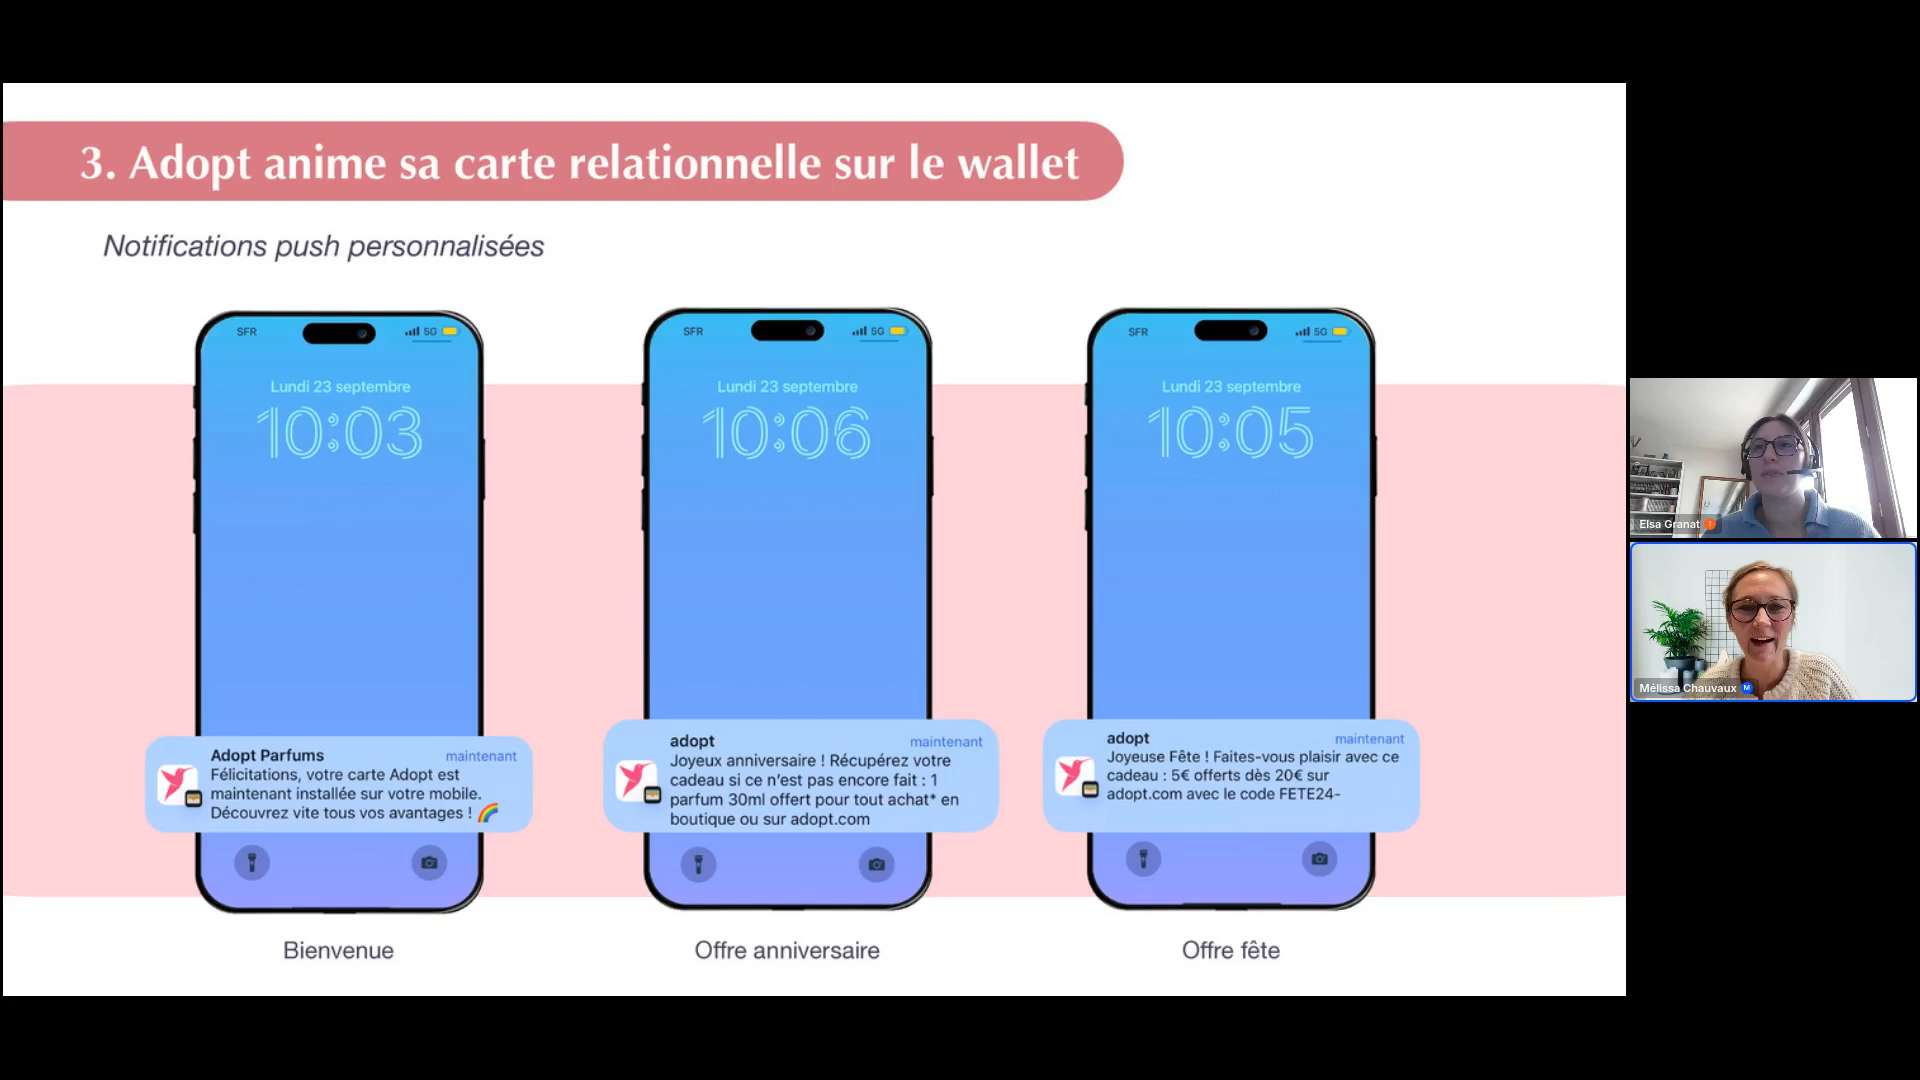 3. Adopt anime sa carte relationnelle sur le wallet
Notifications push personnalisées
SFR
5G
Lundi 23 septembre
10:03
Adopt Parfums
maintenant
Félicitations, votre carte Adopt est
maintenant installée sur votre mobile.
Découvrez vite tous vos avantages ! 🌈
Bienvenue
SFR
5G
Lundi 23 septembre
10:06
adopt
maintenant
Joyeux anniversaire ! Récupérez votre
cadeau si ce n'est pas encore fait : 1
parfum 30ml offert pour tout achat* en
boutique ou sur adopt.com
Offre anniversaire
SFR
5G
Lundi 23 septembre
10:05
adopt
maintenant
Joyeuse Fête ! Faites-vous plaisir avec ce
cadeau : 5€ offerts dès 20€ sur
adopt.com avec le code FETE24-
Offre fête
Elsa Granat
Mélissa Chauvaux M